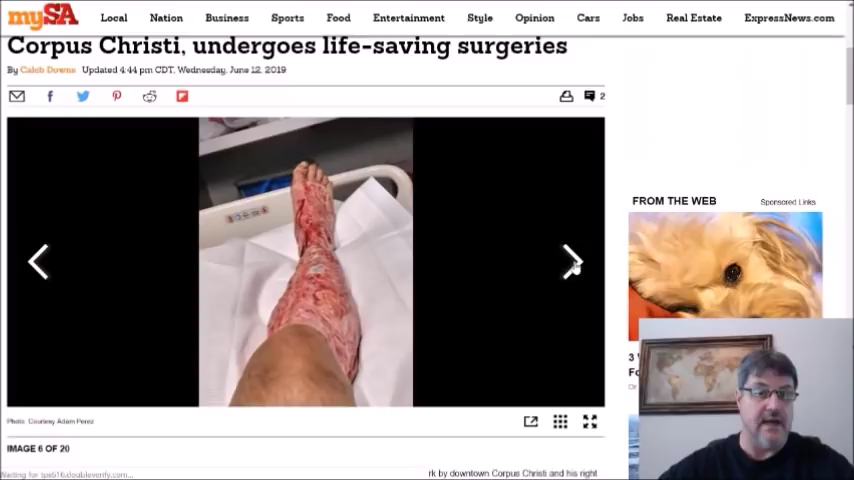 mySA
Local Nation Business Sports Food Entertainment Style Opinion Cars Jobs Real Estate ExpressNews.com
Corpus Christi, undergoes life-saving surgeries
By Caleb Downs Updated 4:44 pm CDT, Wednesday, June 12, 2019
f 2
FROM THE WEB Sponsored Links
Photo: Courtesy Adam Perez
IMAGE 6 OF 20
rk by downtown Corpus Christi and his right